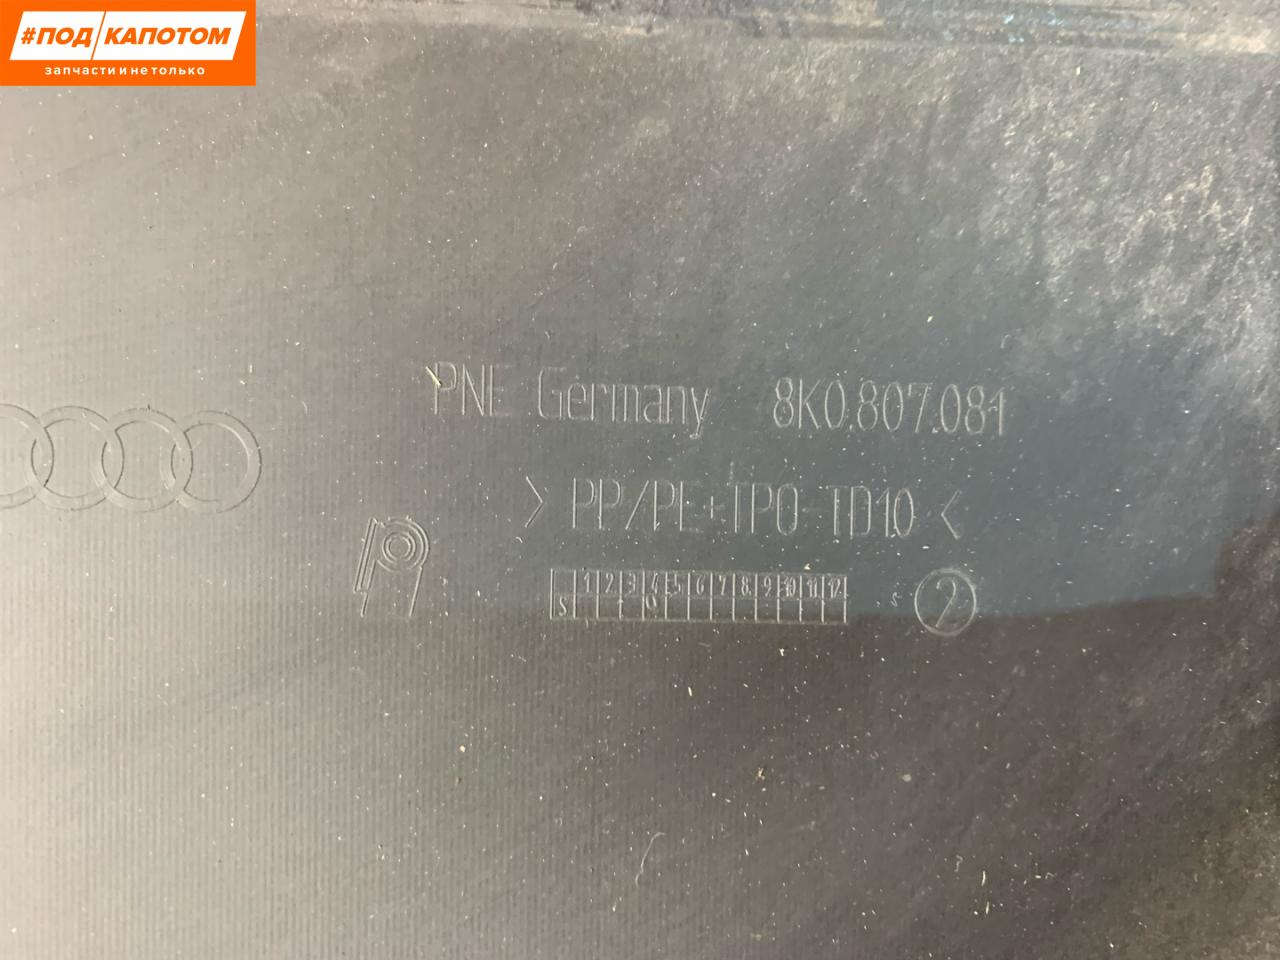 #ПОД КАПОТОМ
запчасти и не только
PNE Germany 8K0.807.081
> PP/PE+TPO-TD10 <
1 2 3 4 5 6 7 8 9 10 11 12
S
2